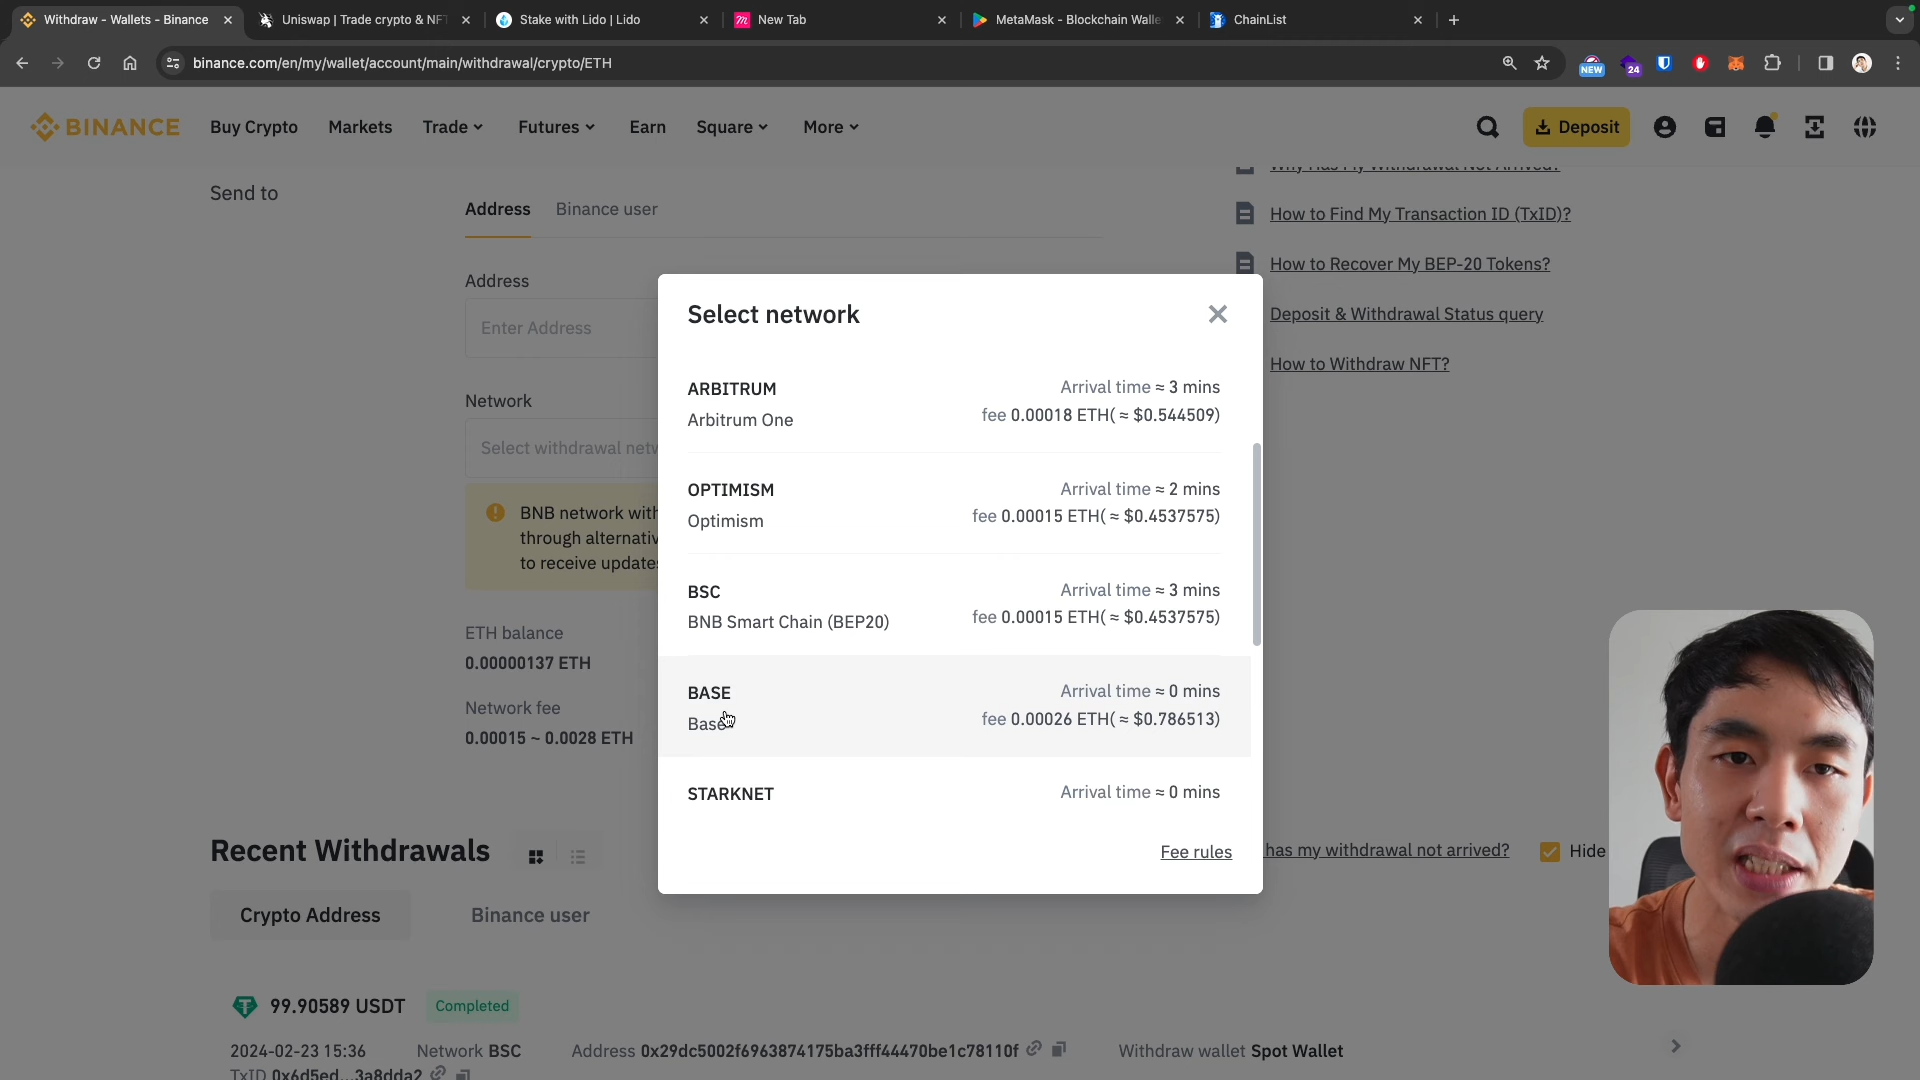 Withdraw - Wallets - Binance
Uniswap | Trade crypto & NFT
Stake with Lido | Lido
New Tab
MetaMask - Blockchain Walle
ChainList
binance.com/en/my/wallet/account/main/withdrawal/crypto/ETH
NEW
24
BINANCE
Buy Crypto
Markets
Trade
Futures
Earn
Square
More
Deposit
Send to
Address
Binance user
Why Has My Withdrawal Not Arrived?
How to Find My Transaction ID (TxID)?
How to Recover My BEP-20 Tokens?
Deposit & Withdrawal Status query
How to Withdraw NFT?
Address
Enter Address
Network
Select withdrawal netw
BNB network with
through alternativ
to receive updates
ETH balance
0.00000137 ETH
Network fee
0.00015 ~ 0.0028 ETH
Select network
ARBITRUM
Arrival time ≈ 3 mins
Arbitrum One
fee 0.00018 ETH( ≈ $0.544509)
OPTIMISM
Arrival time ≈ 2 mins
Optimism
fee 0.00015 ETH( ≈ $0.4537575)
BSC
Arrival time ≈ 3 mins
BNB Smart Chain (BEP20)
fee 0.00015 ETH( ≈ $0.4537575)
BASE
Arrival time ≈ 0 mins
Base
fee 0.00026 ETH( ≈ $0.786513)
STARKNET
Arrival time ≈ 0 mins
Fee rules
Recent Withdrawals
has my withdrawal not arrived?
Hide
Crypto Address
Binance user
99.90589 USDT
Completed
2024-02-23 15:36
Network BSC
Address 0x29dc5002f6963874175ba3fff44470be1c78110f
Withdraw wallet Spot Wallet
TxID 0x6d5ed...3a8dda2